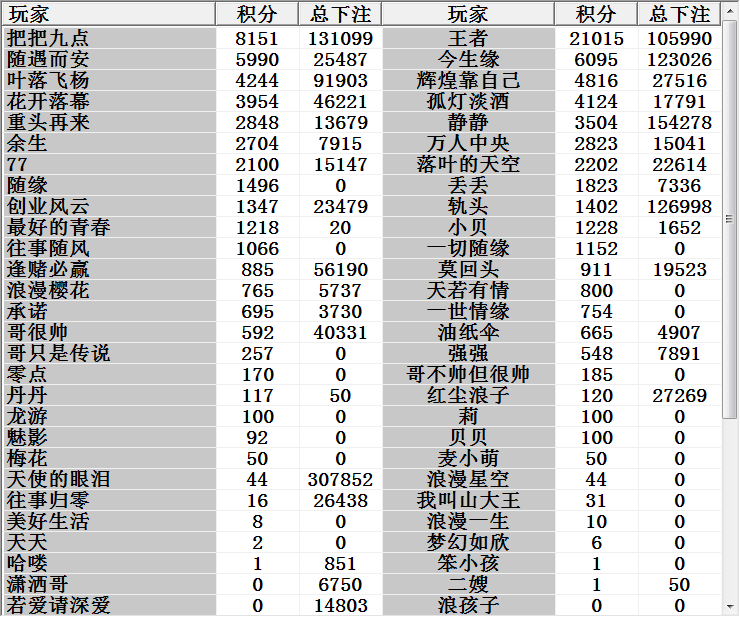 玩家 积分 总下注 玩家 积分 总下注
把把九点 8151 131099 王者 21015 105990
随遇而安 5990 25487 今生缘 6095 123026
叶落飞杨 4244 91903 辉煌靠自己 4816 27516
花开落幕 3954 46221 孤灯淡酒 4124 17791
重头再来 2848 13679 静静 3504 154278
余生 2704 7915 万人中央 2823 15041
77 2100 15147 落叶的天空 2202 22614
随缘 1496 0 丢丢 1823 7336
创业风云 1347 23479 轨头 1402 126998
最好的青春 1218 20 小贝 1228 1652
往事随风 1066 0 一切随缘 1152 0
逢赌必赢 885 56190 莫回头 911 19523
浪漫樱花 765 5737 天若有情 800 0
承诺 695 3730 一世情缘 754 0
哥很帅 592 40331 油纸伞 665 4907
哥只是传说 257 0 强强 548 7891
零点 170 0 哥不帅但很帅 185 0
丹丹 117 50 红尘浪子 120 27269
龙游 100 0 莉 100 0
魅影 92 0 贝贝 100 0
梅花 50 0 麦小萌 50 0
天使的眼泪 44 307852 浪漫星空 44 0
往事归零 16 26438 我叫山大王 31 0
美好生活 8 0 浪漫一生 10 0
天天 2 0 梦幻如欣 6 0
哈喽 1 851 笨小孩 1 0
潇洒哥 0 6750 二嫂 1 50
若爱请深爱 0 14803 浪孩子 0 0